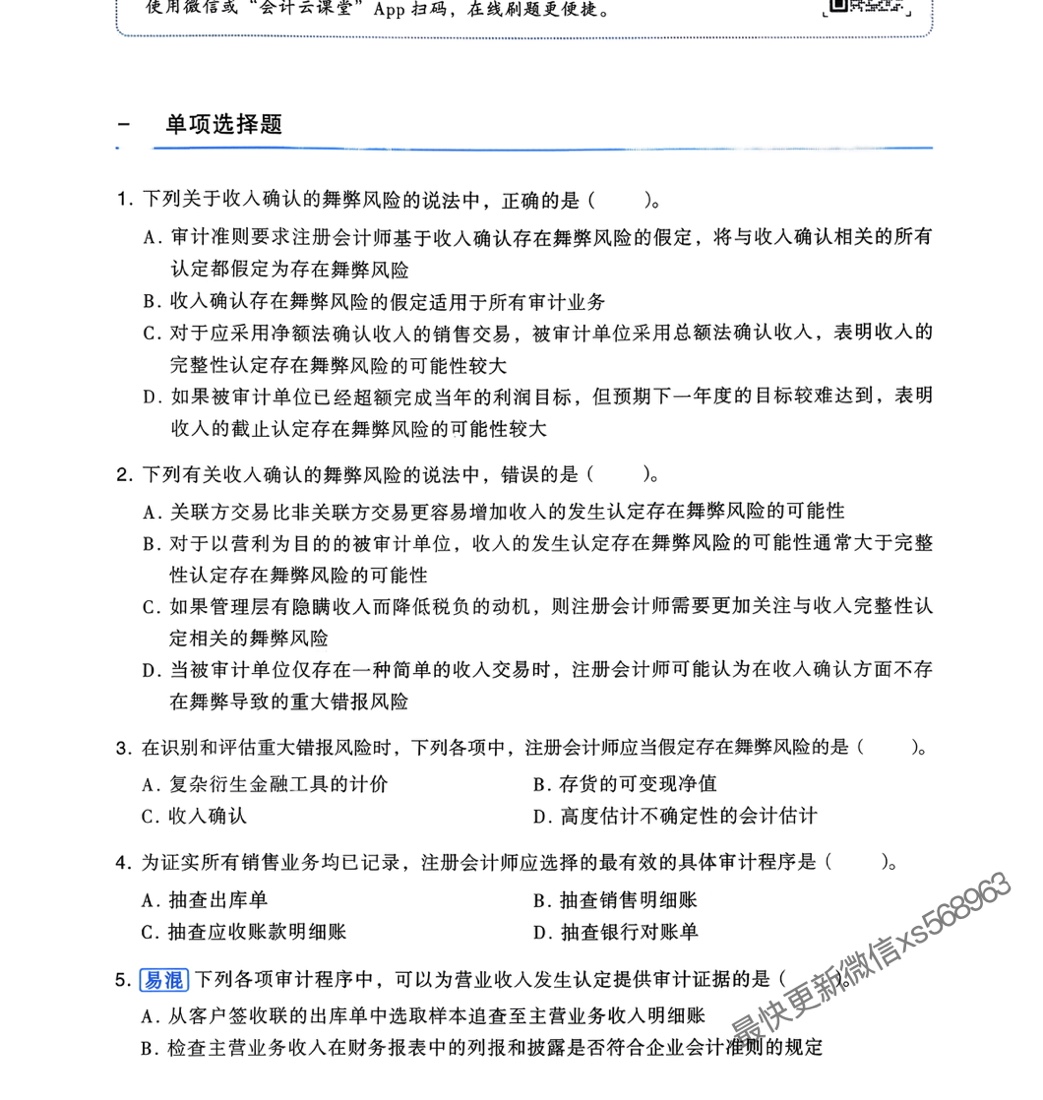 使用微信或“会计云课堂”App 扫码，在线刷题更便捷。
一 单项选择题
1. 下列关于收入确认的舞弊风险的说法中，正确的是（　　）。
A. 审计准则要求注册会计师基于收入确认存在舞弊风险的假定，将与收入确认相关的所有
认定都假定为存在舞弊风险
B. 收入确认存在舞弊风险的假定适用于所有审计业务
C. 对于应采用净额法确认收入的销售交易，被审计单位采用总额法确认收入，表明收入的
完整性认定存在舞弊风险的可能性较大
D. 如果被审计单位已经超额完成当年的利润目标，但预期下一年度的目标较难达到，表明
收入的截止认定存在舞弊风险的可能性较大
2. 下列有关收入确认的舞弊风险的说法中，错误的是（　　）。
A. 关联方交易比非关联方交易更容易增加收入的发生认定存在舞弊风险的可能性
B. 对于以营利为目的的被审计单位，收入的发生认定存在舞弊风险的可能性通常大于完整
性认定存在舞弊风险的可能性
C. 如果管理层有隐瞒收入而降低税负的动机，则注册会计师需要更加关注与收入完整性认
定相关的舞弊风险
D. 当被审计单位仅存在一种简单的收入交易时，注册会计师可能认为在收入确认方面不存
在舞弊导致的重大错报风险
3. 在识别和评估重大错报风险时，下列各项中，注册会计师应当假定存在舞弊风险的是（　　）。
A. 复杂衍生金融工具的计价 B. 存货的可变现净值
C. 收入确认 D. 高度估计不确定性的会计估计
4. 为证实所有销售业务均已记录，注册会计师应选择的最有效的具体审计程序是（　　）。
A. 抽查出库单 B. 抽查销售明细账
C. 抽查应收账款明细账 D. 抽查银行对账单
5. 易混 下列各项审计程序中，可以为营业收入发生认定提供审计证据的是（　　）。
A. 从客户签收联的出库单中选取样本追查至主营业务收入明细账
B. 检查主营业务收入在财务报表中的列报和披露是否符合企业会计准则的规定
最快更新微信xs568963